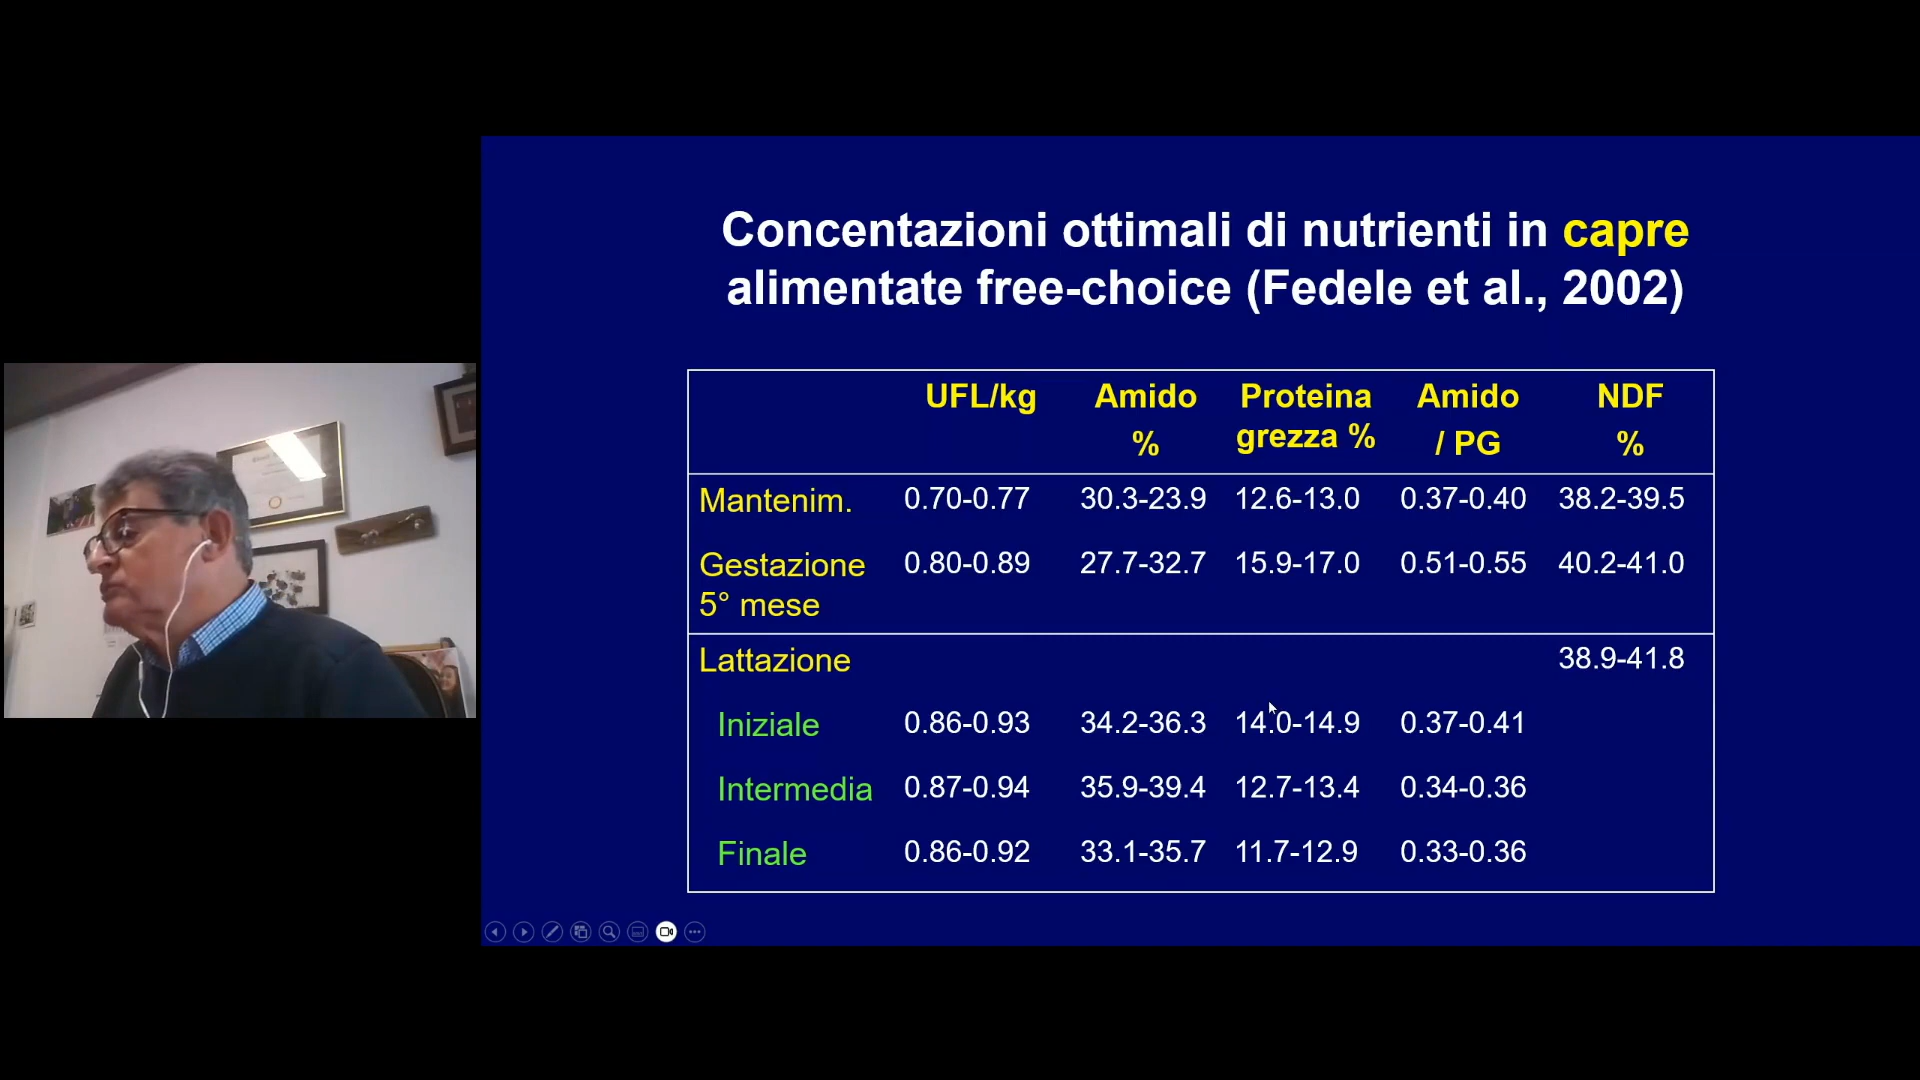 Concentazioni ottimali di nutrienti in capre
alimentate free-choice (Fedele et al., 2002)
UFL/kg Amido % Proteina grezza % Amido / PG NDF %
Mantenim. 0.70-0.77 30.3-23.9 12.6-13.0 0.37-0.40 38.2-39.5
Gestazione 5° mese 0.80-0.89 27.7-32.7 15.9-17.0 0.51-0.55 40.2-41.0
Lattazione 38.9-41.8
Iniziale 0.86-0.93 34.2-36.3 14.0-14.9 0.37-0.41
Intermedia 0.87-0.94 35.9-39.4 12.7-13.4 0.34-0.36
Finale 0.86-0.92 33.1-35.7 11.7-12.9 0.33-0.36